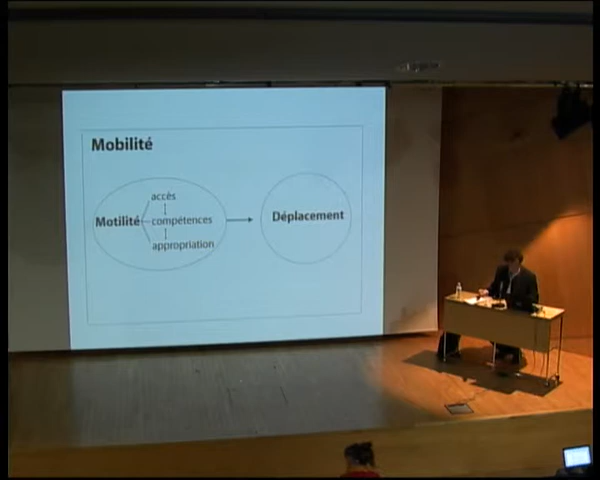 Mobilité
accès
Motilité compétences
appropriation
Déplacement